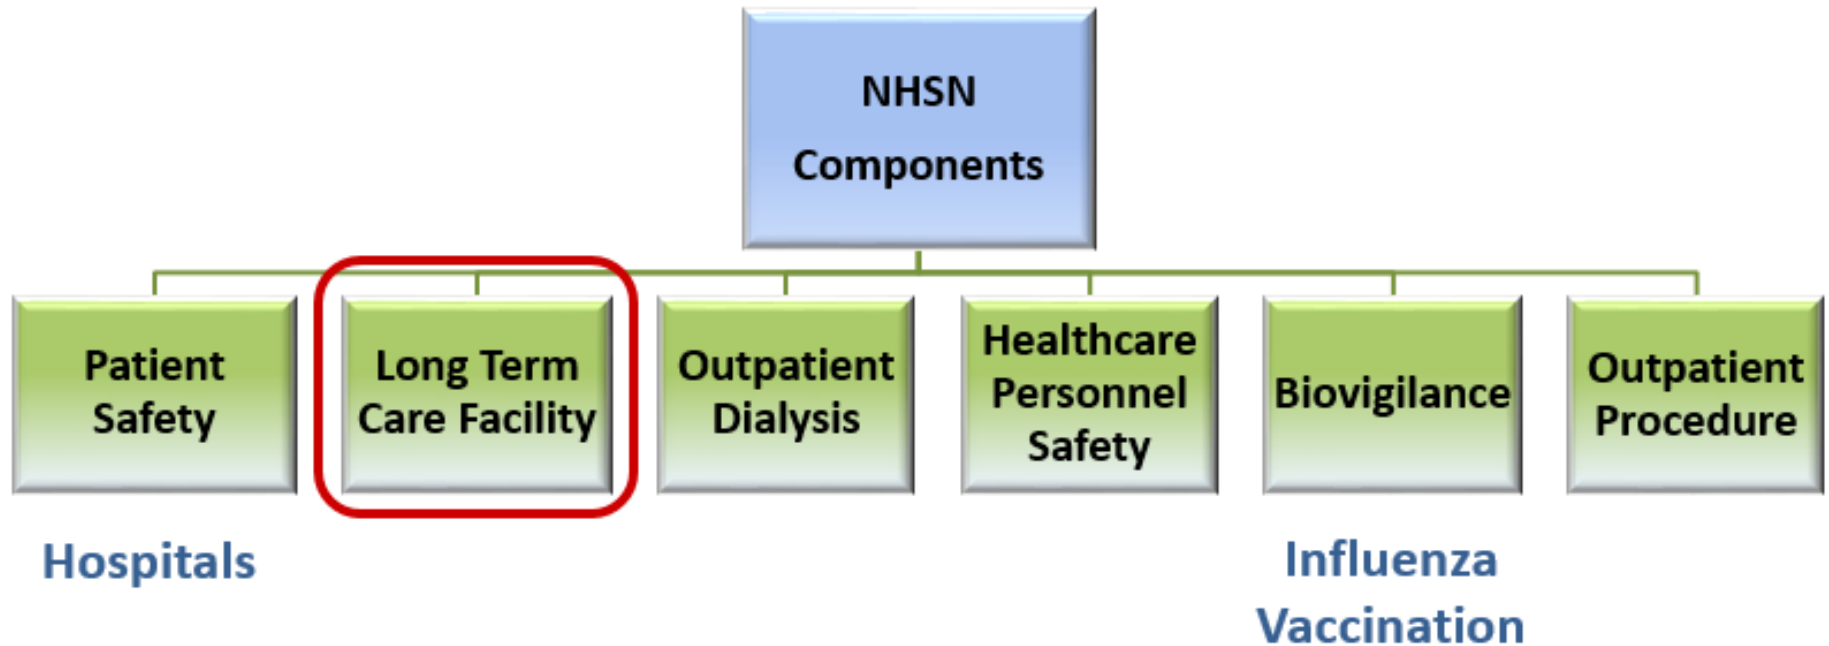 NHSN
Components
Patient
Safety
Long Term
Care Facility
Outpatient
Dialysis
Healthcare
Personnel
Safety
Biovigilance
Outpatient
Procedure
Hospitals
Influenza
Vaccination